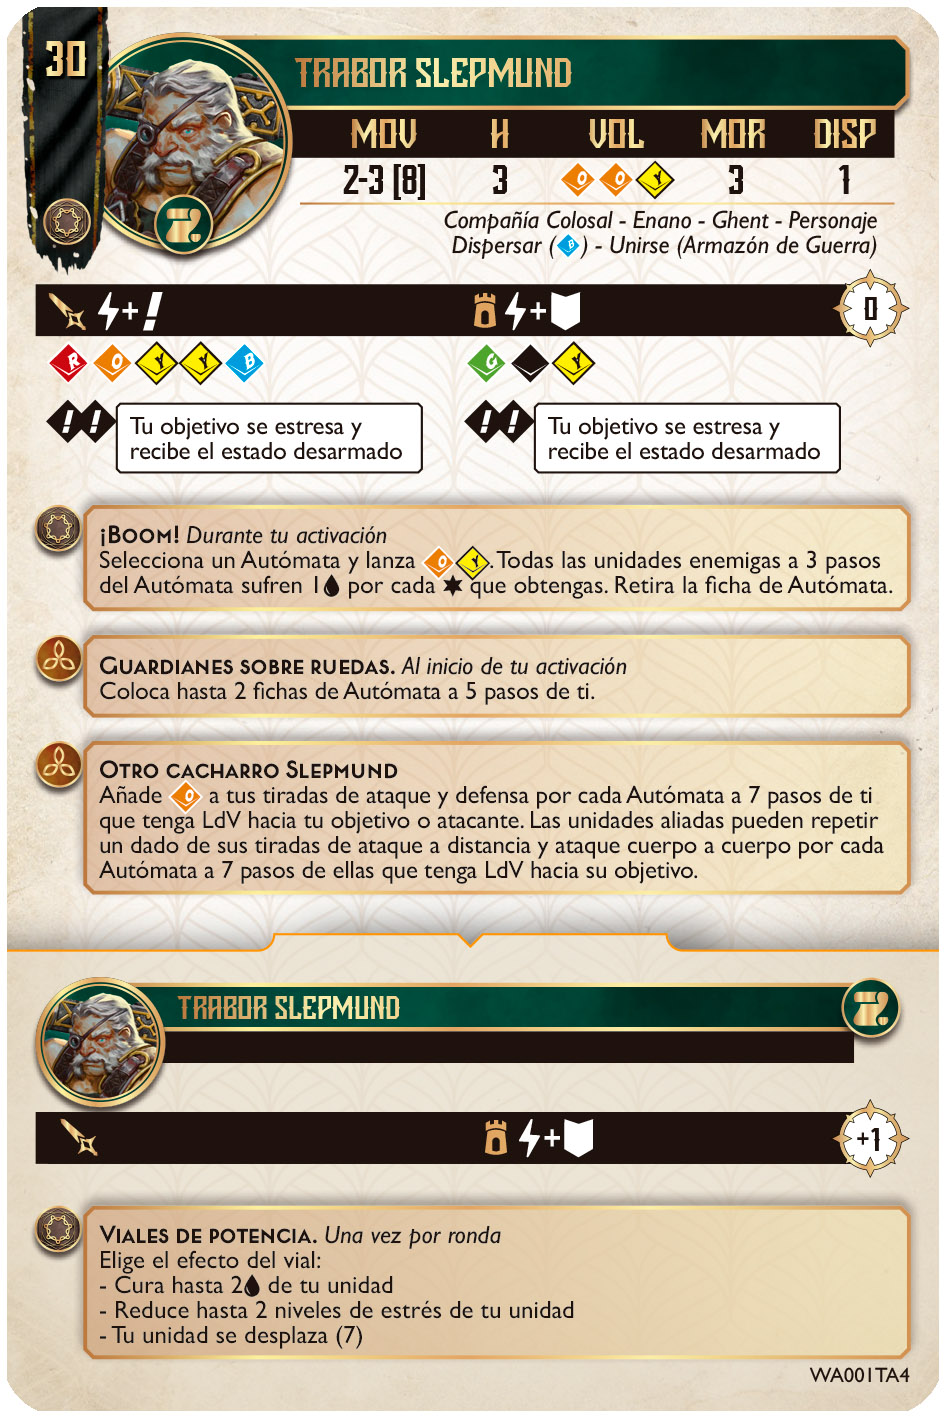 30
TRABOR SLEPMUND
MOV H VOL MOR DISP
2-3 [8] 3 O O Y 3 1
Compañía Colosal - Enano - Ghent - Personaje
Dispersar (B) - Unirse (Armazón de Guerra)
+! + 0
R O Y Y B G Y
!! Tu objetivo se estresa y
recibe el estado desarmado
!! Tu objetivo se estresa y
recibe el estado desarmado
¡BOOM! Durante tu activación
Selecciona un Autómata y lanza O Y. Todas las unidades enemigas a 3 pasos
del Autómata sufren 1 por cada que obtengas. Retira la ficha de Autómata.
GUARDIANES SOBRE RUEDAS. Al inicio de tu activación
Coloca hasta 2 fichas de Autómata a 5 pasos de ti.
OTRO CACHARRO SLEPMUND
Añade O a tus tiradas de ataque y defensa por cada Autómata a 7 pasos de ti
que tenga LdV hacia tu objetivo o atacante. Las unidades aliadas pueden repetir
un dado de sus tiradas de ataque a distancia y ataque cuerpo a cuerpo por cada
Autómata a 7 pasos de ellas que tenga LdV hacia su objetivo.
TRABOR SLEPMUND
+ +1
VIALES DE POTENCIA. Una vez por ronda
Elige el efecto del vial:
- Cura hasta 2 de tu unidad
- Reduce hasta 2 niveles de estrés de tu unidad
- Tu unidad se desplaza (7)
WA001TA4